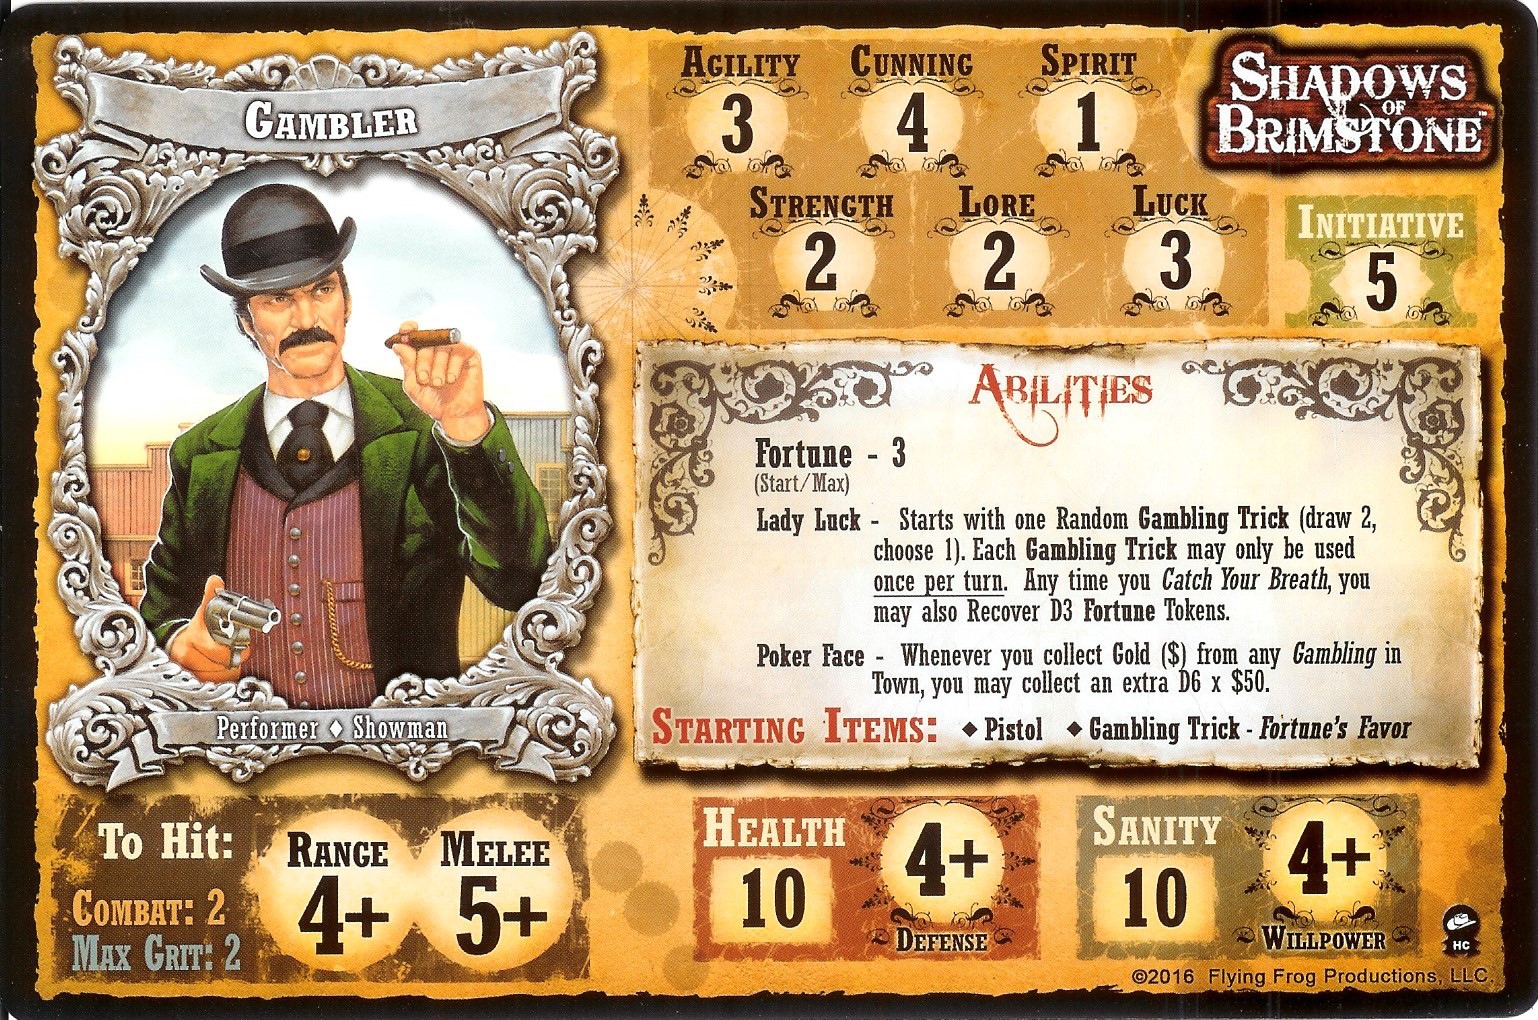 GAMBLER
Performer ♦ Showman
AGILITY
3
CUNNING
4
SPIRIT
1
SHADOWS
OF
BRIMSTONE™
STRENGTH
2
LORE
2
LUCK
3
INITIATIVE
5
ABILITIES
Fortune - 3
(Start/Max)
Lady Luck - Starts with one Random Gambling Trick (draw 2,
choose 1). Each Gambling Trick may only be used
once per turn. Any time you Catch Your Breath, you
may also Recover D3 Fortune Tokens.
Poker Face - Whenever you collect Gold ($) from any Gambling in
Town, you may collect an extra D6 x $50.
STARTING ITEMS: ♦ Pistol ♦ Gambling Trick - Fortune's Favor
TO HIT:
COMBAT: 2
MAX GRIT: 2
RANGE
4+
MELEE
5+
HEALTH
10
4+
DEFENSE
SANITY
10
4+
WILLPOWER
HC
©2016 Flying Frog Productions, LLC.